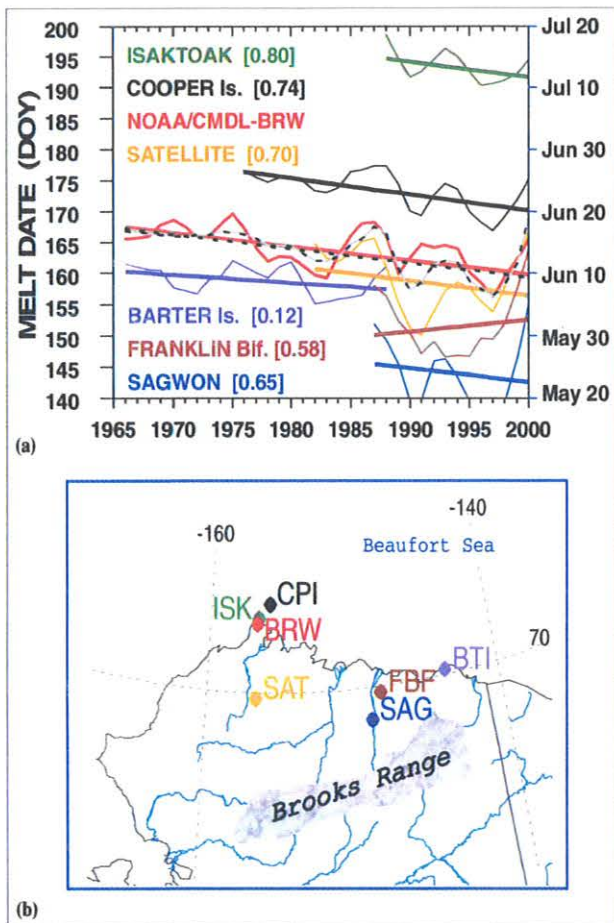 MELT DATE (DOY)
200
195
190
185
180
175
170
165
160
155
150
145
140
Jul 20
Jul 10
Jun 30
Jun 20
Jun 10
May 30
May 20
ISAKTOAK [0.80]
COOPER Is. [0.74]
NOAA/CMDL-BRW
SATELLITE [0.70]
BARTER Is. [0.12]
FRANKLIN Blf. [0.58]
SAGWON [0.65]
1965 1970 1975 1980 1985 1990 1995 2000
(a)
-160
-140
Beaufort Sea
ISK
CPI
BRW
70
BTI
SAT
FBF
SAG
Brooks Range
(b)